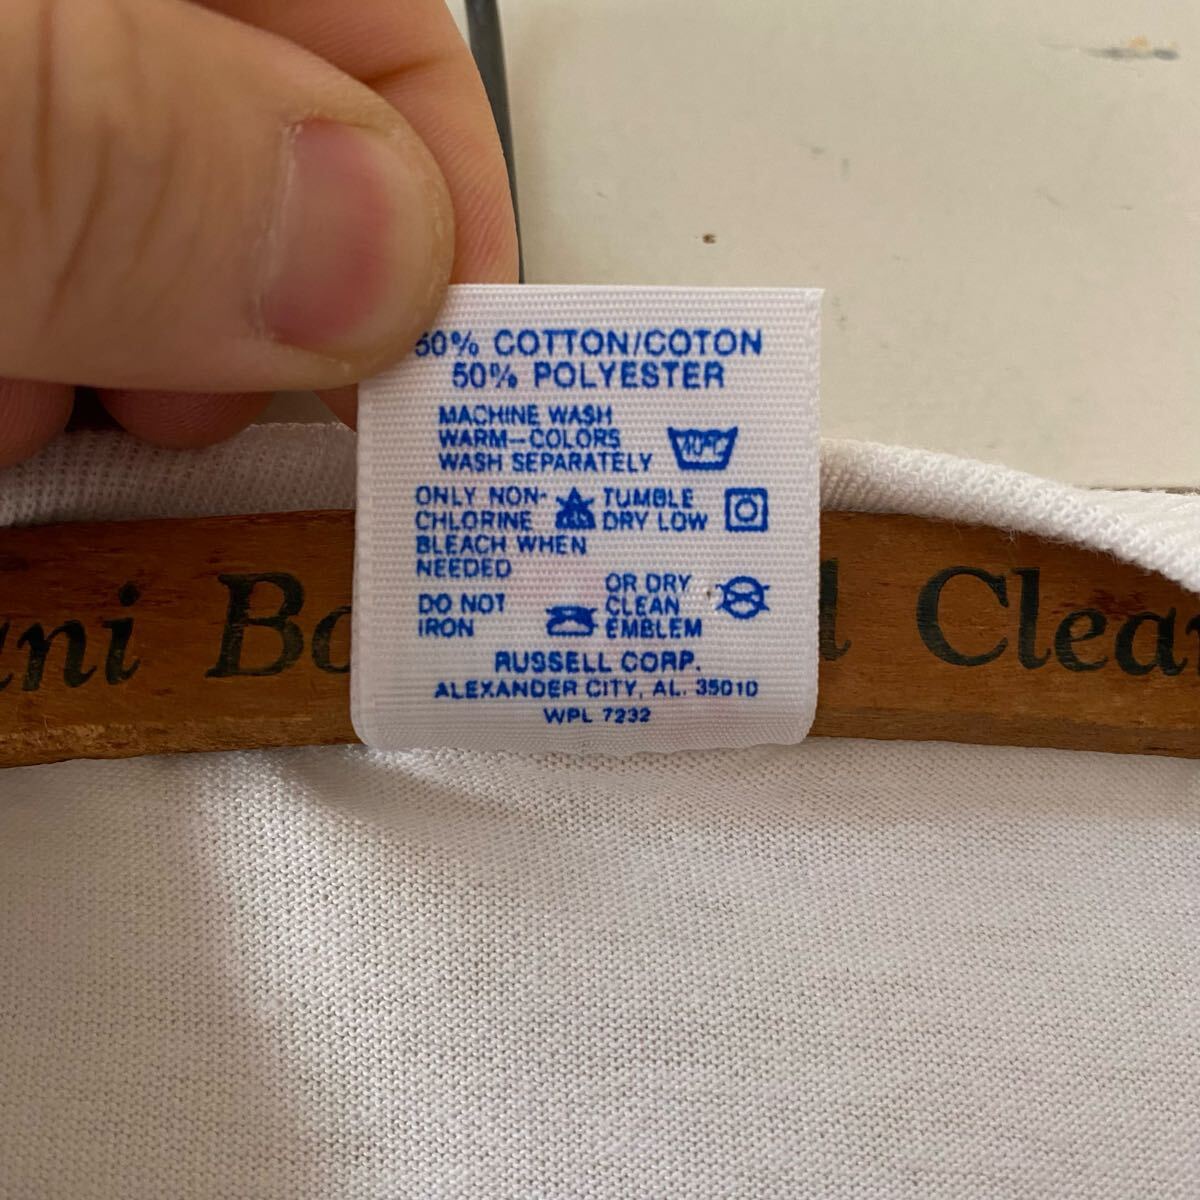 50% COTTON/COTON
50% POLYESTER
MACHINE WASH
WARM-COLORS
WASH SEPARATELY
40°C
ONLY NON-
CHLORINE
BLEACH WHEN
NEEDED
TUMBLE
DRY LOW
DO NOT
IRON
OR DRY
CLEAN
EMBLEM
RUSSELL CORP.
ALEXANDER CITY, AL. 35010
WPL 7232